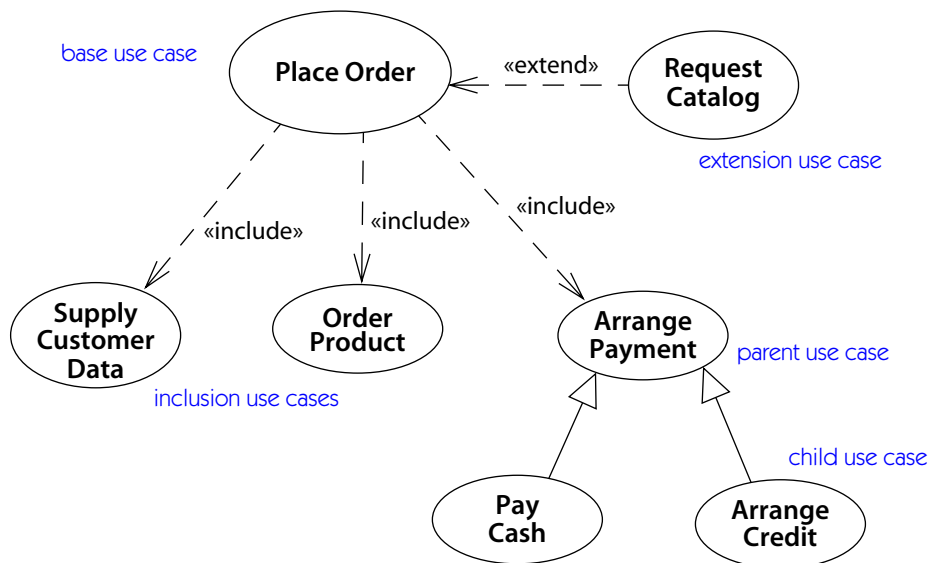 base use case
Place Order
«extend»
Request
Catalog
extension use case
«include»
«include»
«include»
Supply
Customer
Data
Order
Product
Arrange
Payment
parent use case
inclusion use cases
child use case
Pay
Cash
Arrange
Credit